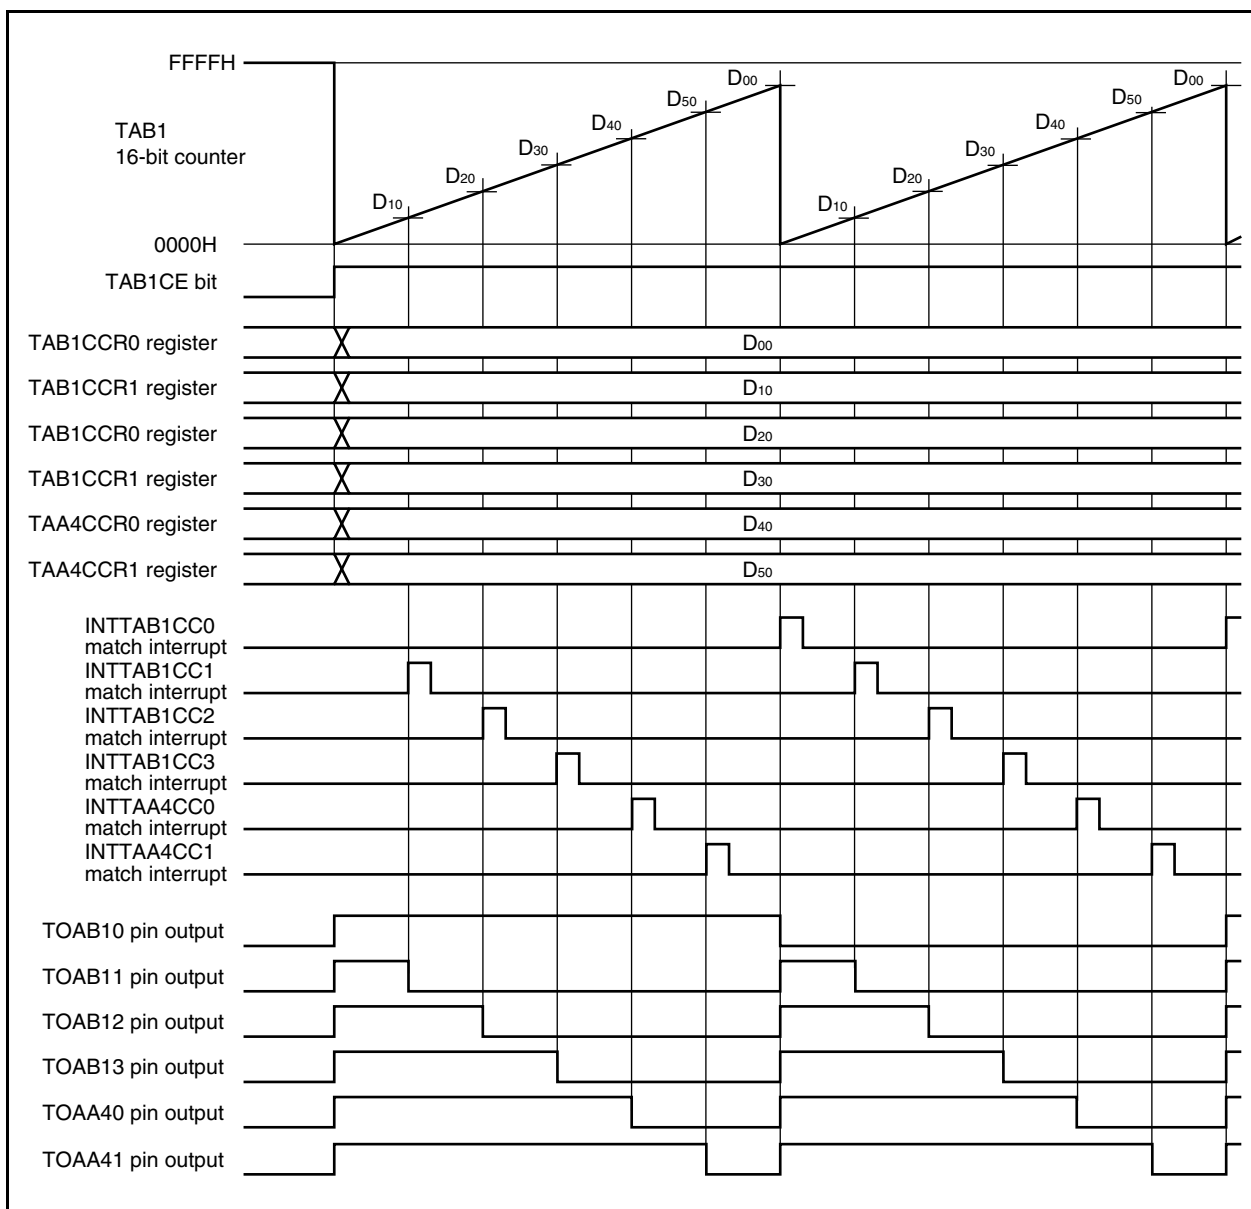 FFFFH
D00 D00
D50 D50
TAB1
D40 D40
16-bit counter
D30 D30
D20 D20
D10 D10
0000H
TAB1CE bit
TAB1CCR0 register D00
TAB1CCR1 register D10
TAB1CCR0 register D20
TAB1CCR1 register D30
TAA4CCR0 register D40
TAA4CCR1 register D50
INTTAB1CC0
match interrupt
INTTAB1CC1
match interrupt
INTTAB1CC2
match interrupt
INTTAB1CC3
match interrupt
INTTAA4CC0
match interrupt
INTTAA4CC1
match interrupt
TOAB10 pin output
TOAB11 pin output
TOAB12 pin output
TOAB13 pin output
TOAA40 pin output
TOAA41 pin output